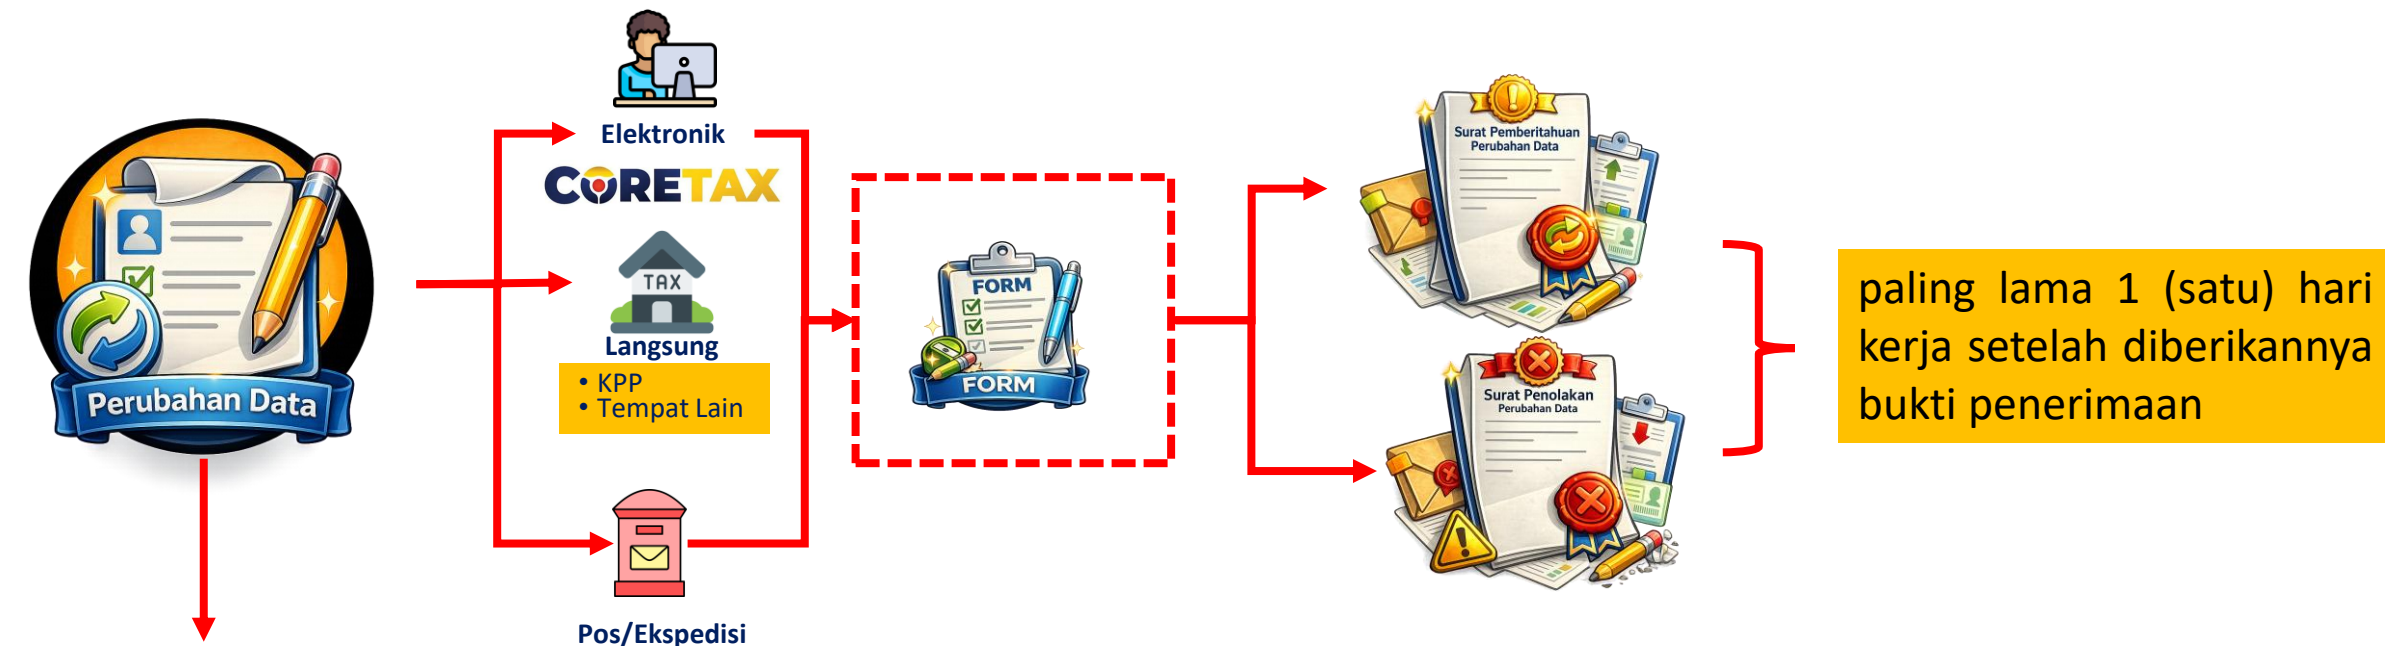 Perubahan Data
Elektronik
CORETAX
TAX
Langsung
• KPP
• Tempat Lain
Pos/Ekspedisi
FORM
FORM
Surat Pemberitahuan
Perubahan Data
Surat Penolakan
Perubahan Data
paling lama 1 (satu) hari
kerja setelah diberikannya
bukti penerimaan